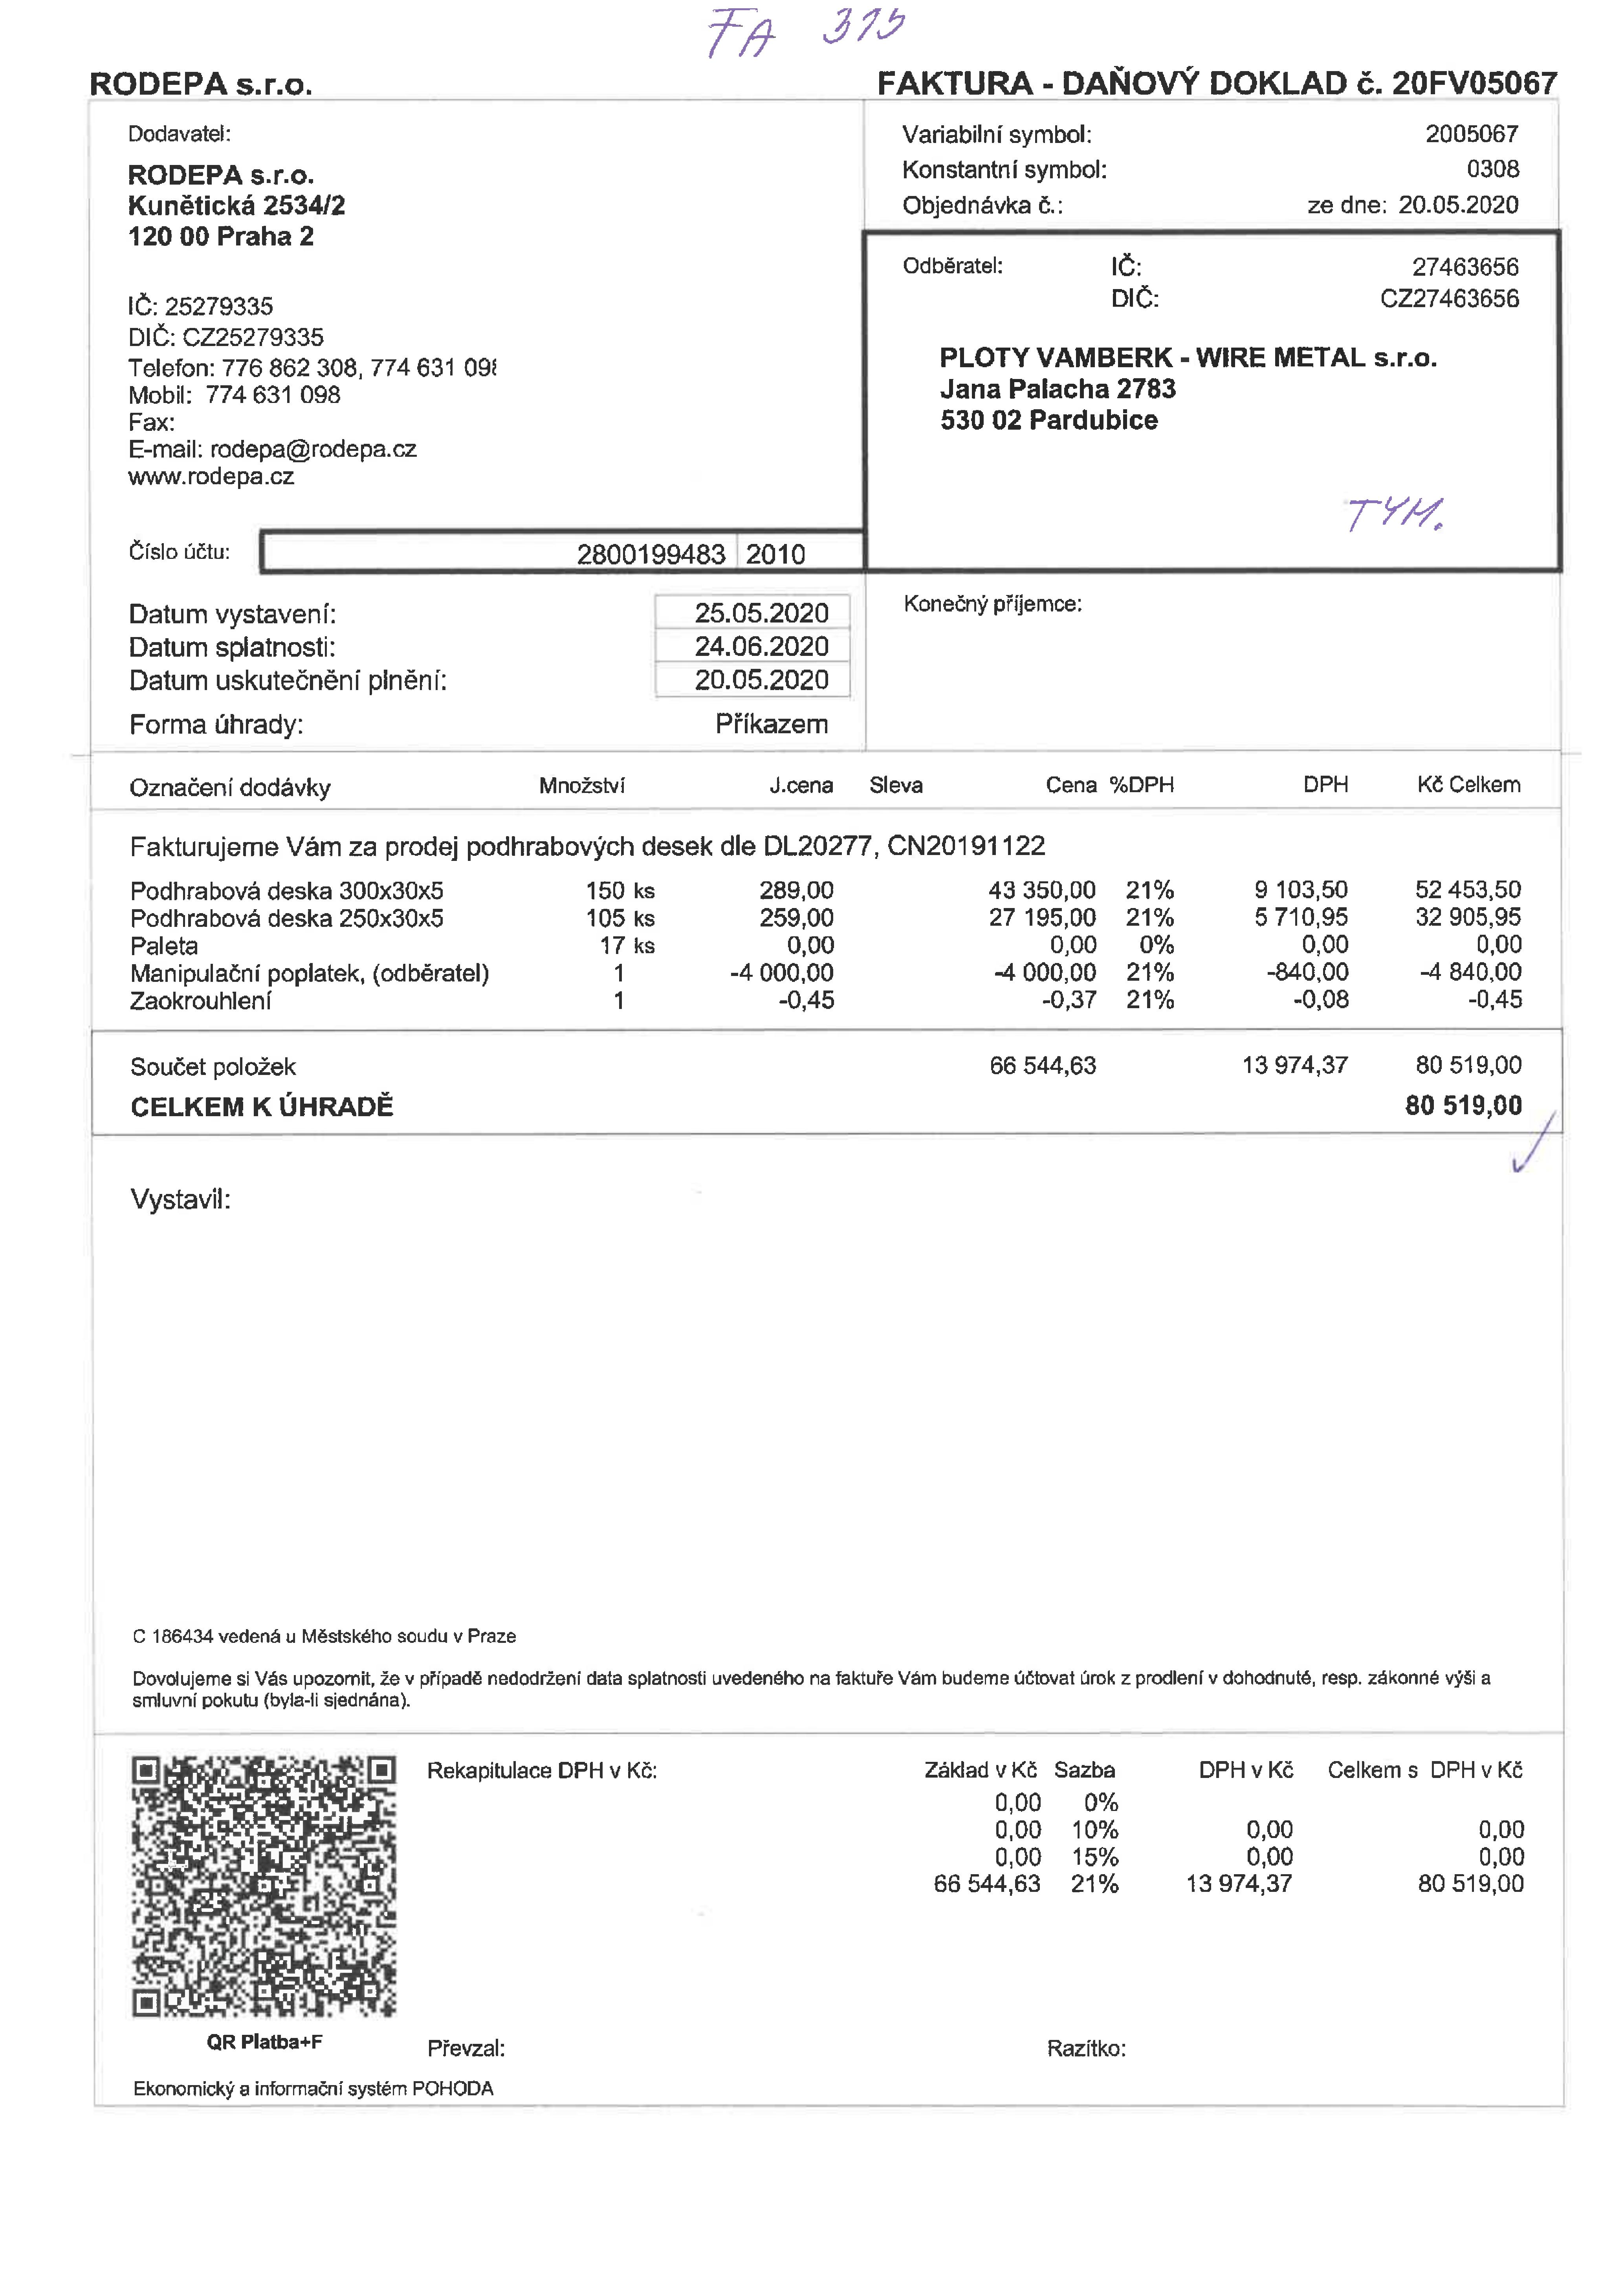 FA 315
RODEPA s.r.o.
FAKTURA - DAŇOVÝ DOKLAD č. 20FV05067
Dodavatel:
RODEPA s.r.o.
Kunětická 2534/2
120 00 Praha 2
IČ: 25279335
DIČ: CZ25279335
Telefon: 776 862 308, 774 631 098
Mobil: 774 631 098
Fax:
E-mail: rodepa@rodepa.cz
www.rodepa.cz
Číslo účtu: 2800199483 2010
Variabilní symbol: 2005067
Konstantní symbol: 0308
Objednávka č.: ze dne: 20.05.2020
Odběratel: IČ: 27463656
DIČ: CZ27463656
PLOTY VAMBERK - WIRE METAL s.r.o.
Jana Palacha 2783
530 02 Pardubice
TYM.
Datum vystavení: 25.05.2020
Datum splatnosti: 24.06.2020
Datum uskutečnění plnění: 20.05.2020
Forma úhrady: Příkazem
Konečný příjemce:
Označení dodávky Množství J.cena Sleva Cena %DPH DPH Kč Celkem
Fakturujeme Vám za prodej podhrabových desek dle DL20277, CN20191122
Podhrabová deska 300x30x5 150 ks 289,00 43 350,00 21% 9 103,50 52 453,50
Podhrabová deska 250x30x5 105 ks 259,00 27 195,00 21% 5 710,95 32 905,95
Paleta 17 ks 0,00 0,00 0% 0,00 0,00
Manipulační poplatek, (odběratel) 1 -4 000,00 -4 000,00 21% -840,00 -4 840,00
Zaokrouhlení 1 -0,45 -0,37 21% -0,08 -0,45
Součet položek 66 544,63 13 974,37 80 519,00
CELKEM K ÚHRADĚ 80 519,00
Vystavil:
C 186434 vedená u Městského soudu v Praze
Dovolujeme si Vás upozornit, že v případě nedodržení data splatnosti uvedeného na faktuře Vám budeme účtovat úrok z prodlení v dohodnuté, resp. zákonné výši a
smluvní pokutu (byla-li sjednána).
Rekapitulace DPH v Kč: Základ v Kč Sazba DPH v Kč Celkem s DPH v Kč
0,00 0%
0,00 10% 0,00 0,00
0,00 15% 0,00 0,00
66 544,63 21% 13 974,37 80 519,00
QR Platba+F
Převzal: Razítko:
Ekonomický a informační systém POHODA